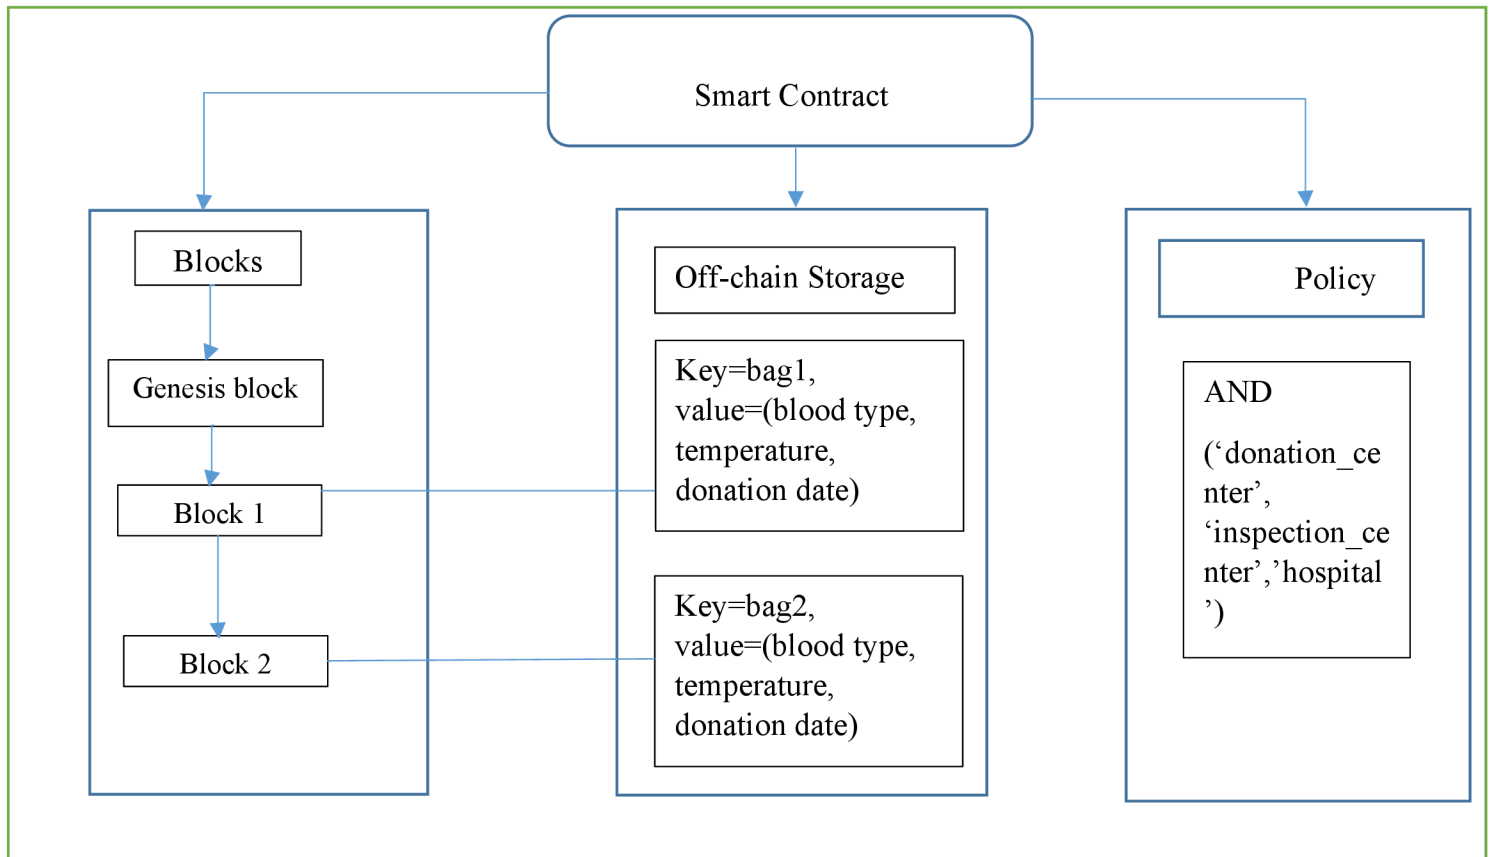 Smart Contract
Blocks
Genesis block
Block 1
Block 2
Off-chain Storage
Key=bag1,
value=(blood type,
temperature,
donation date)
Key=bag2,
value=(blood type,
temperature,
donation date)
Policy
AND
(‘donation_ce
nter’,
‘inspection_ce
nter’,’hospital
’)